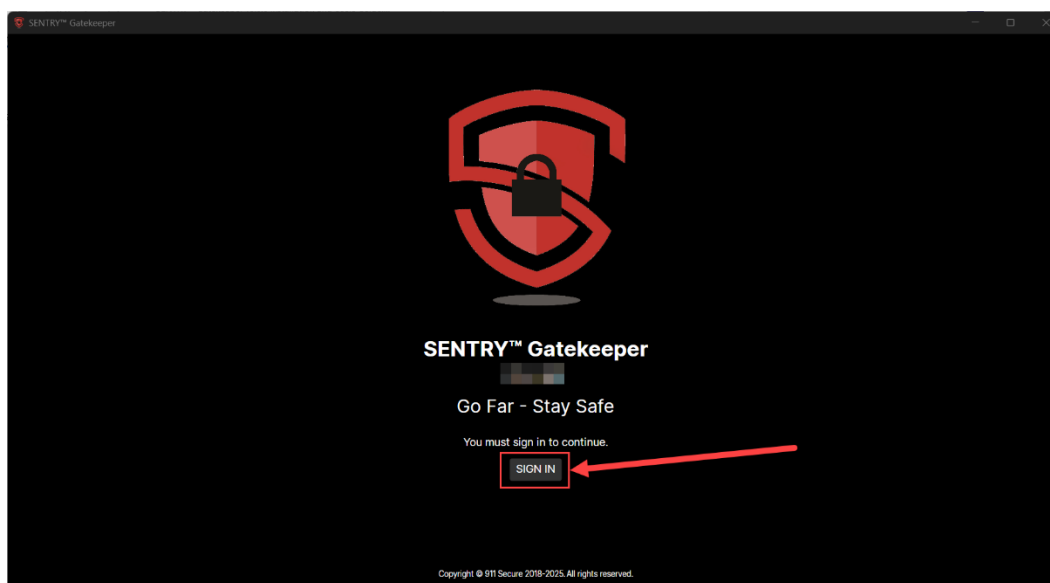 SENTRY™ Gatekeeper
SENTRY™ Gatekeeper
Go Far - Stay Safe
You must sign in to continue.
SIGN IN
Copyright © 911 Secure 2018-2025. All rights reserved.